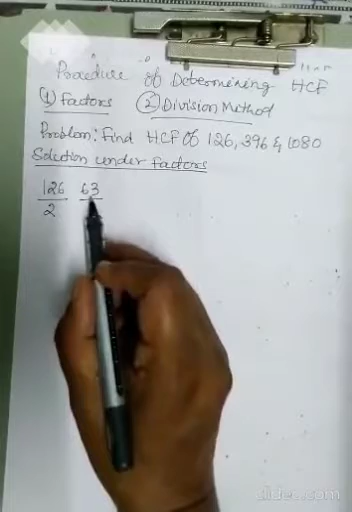 Procedure of Determining HCF
(1) Factors (2) Division Method
Problem: Find HCF of 126, 396 & 1080
Solution under factors
126 63
2